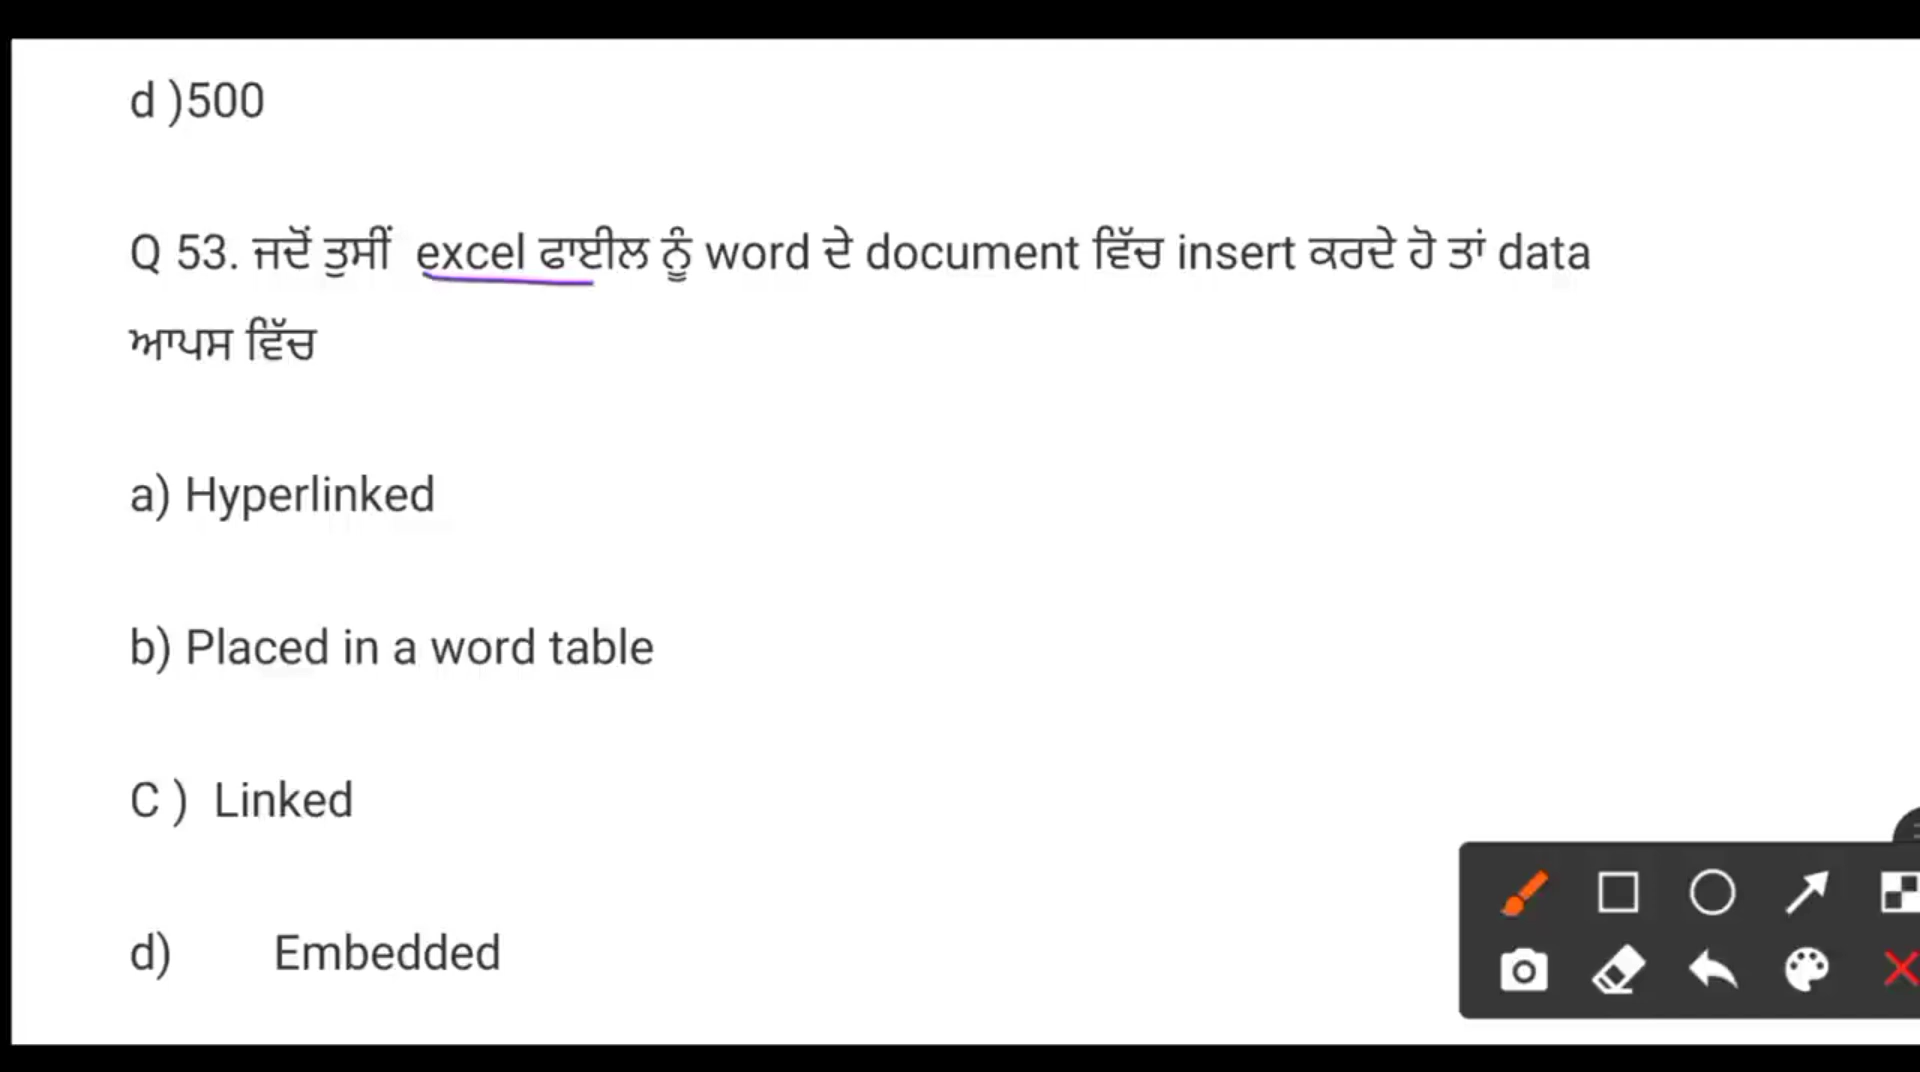 d )500
Q 53. ਜਦੋਂ ਤੁਸੀਂ excel ਫਾਈਲ ਨੂੰ word ਦੇ document ਵਿੱਚ insert ਕਰਦੇ ਹੋ ਤਾਂ data
ਆਪਸ ਵਿੱਚ
a) Hyperlinked
b) Placed in a word table
C ) Linked
d) Embedded